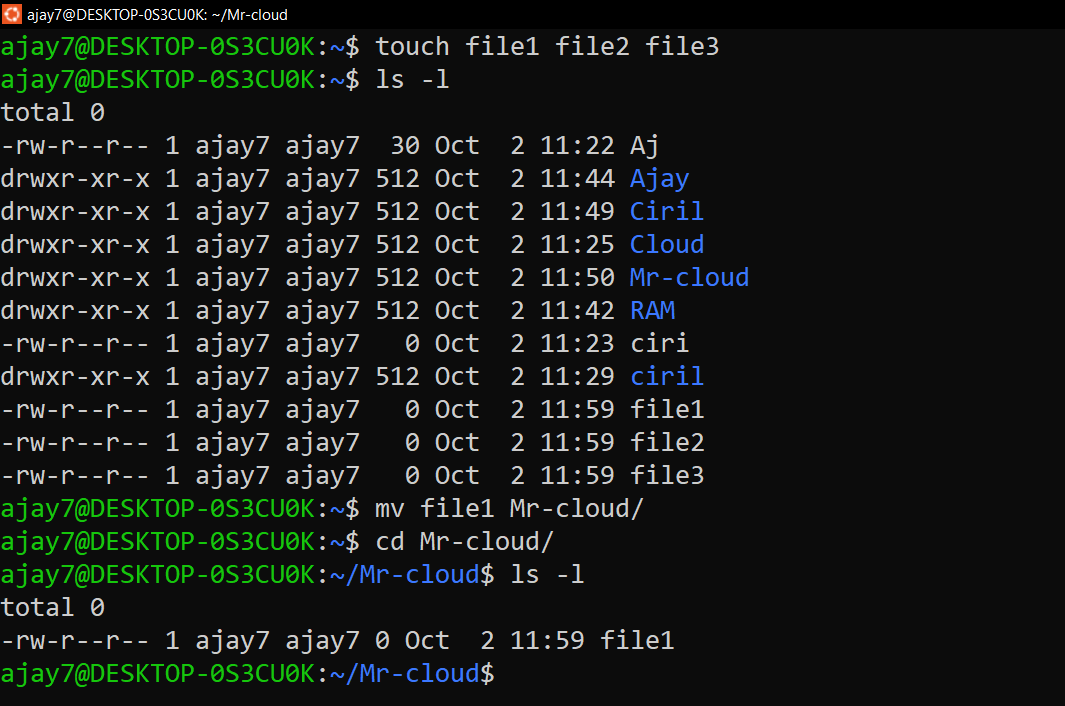 ajay7@DESKTOP-0S3CU0K: ~/Mr-cloud
ajay7@DESKTOP-0S3CU0K:~$ touch file1 file2 file3
ajay7@DESKTOP-0S3CU0K:~$ ls -l
total 0
-rw-r--r-- 1 ajay7 ajay7  30 Oct  2 11:22 Aj
drwxr-xr-x 1 ajay7 ajay7 512 Oct  2 11:44 Ajay
drwxr-xr-x 1 ajay7 ajay7 512 Oct  2 11:49 Ciril
drwxr-xr-x 1 ajay7 ajay7 512 Oct  2 11:25 Cloud
drwxr-xr-x 1 ajay7 ajay7 512 Oct  2 11:50 Mr-cloud
drwxr-xr-x 1 ajay7 ajay7 512 Oct  2 11:42 RAM
-rw-r--r-- 1 ajay7 ajay7   0 Oct  2 11:23 ciri
drwxr-xr-x 1 ajay7 ajay7 512 Oct  2 11:29 ciril
-rw-r--r-- 1 ajay7 ajay7   0 Oct  2 11:59 file1
-rw-r--r-- 1 ajay7 ajay7   0 Oct  2 11:59 file2
-rw-r--r-- 1 ajay7 ajay7   0 Oct  2 11:59 file3
ajay7@DESKTOP-0S3CU0K:~$ mv file1 Mr-cloud/
ajay7@DESKTOP-0S3CU0K:~$ cd Mr-cloud/
ajay7@DESKTOP-0S3CU0K:~/Mr-cloud$ ls -l
total 0
-rw-r--r-- 1 ajay7 ajay7 0 Oct  2 11:59 file1
ajay7@DESKTOP-0S3CU0K:~/Mr-cloud$